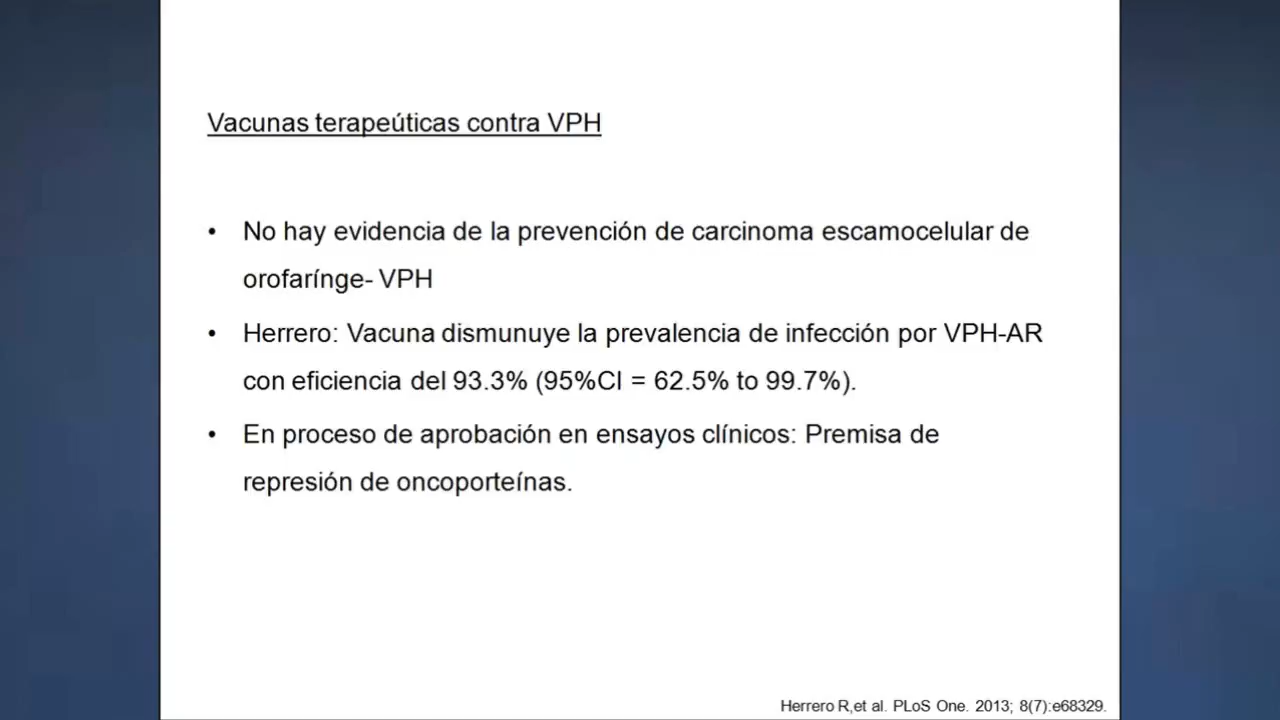 Vacunas terapeúticas contra VPH
• No hay evidencia de la prevención de carcinoma escamocelular de
orofarínge- VPH
• Herrero: Vacuna dismunuye la prevalencia de infección por VPH-AR
con eficiencia del 93.3% (95%CI = 62.5% to 99.7%).
• En proceso de aprobación en ensayos clínicos: Premisa de
represión de oncoporteínas.
Herrero R,et al. PLoS One. 2013; 8(7):e68329.